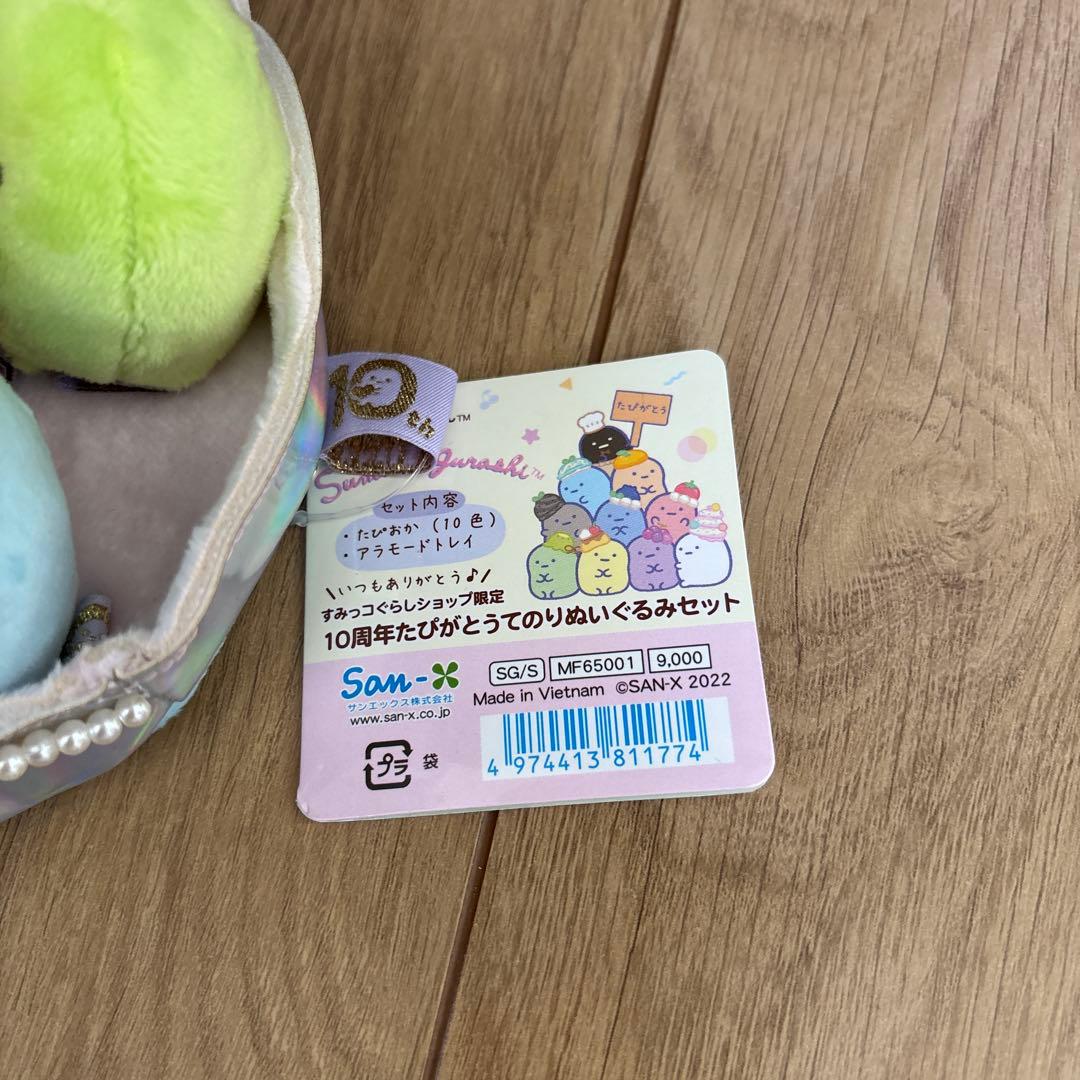 10th
たぴがとう
セット内容
・たぴおか（10色）
・アラモードトレイ
\いつもありがとう♪/
すみっコぐらしショップ限定
10周年たぴがとうてのりぬいぐるみセット
San-X
サンエックス株式会社
www.san-x.co.jp
SG/S MF65001 9,000
Made in Vietnam ©SAN-X 2022
プラ 袋
4 974413 811774